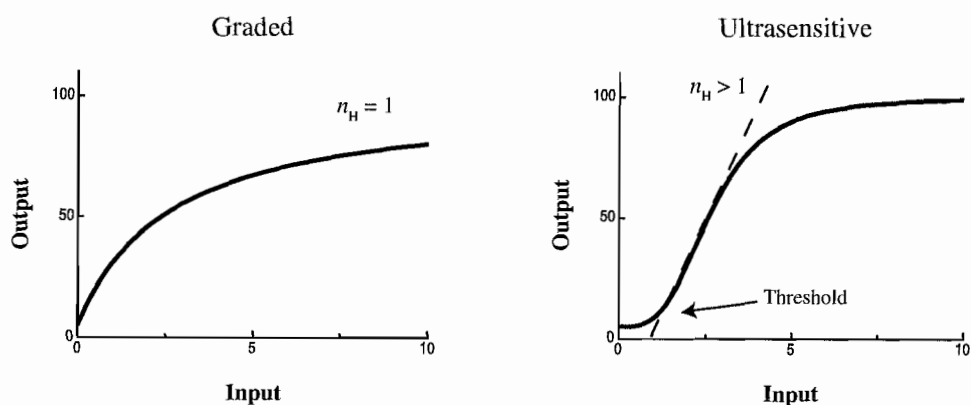 Graded
100
n_H = 1
50
Output
0
0
5
10
Input
Ultrasensitive
n_H > 1
100
50
Output
Threshold
0
0
5
10
Input